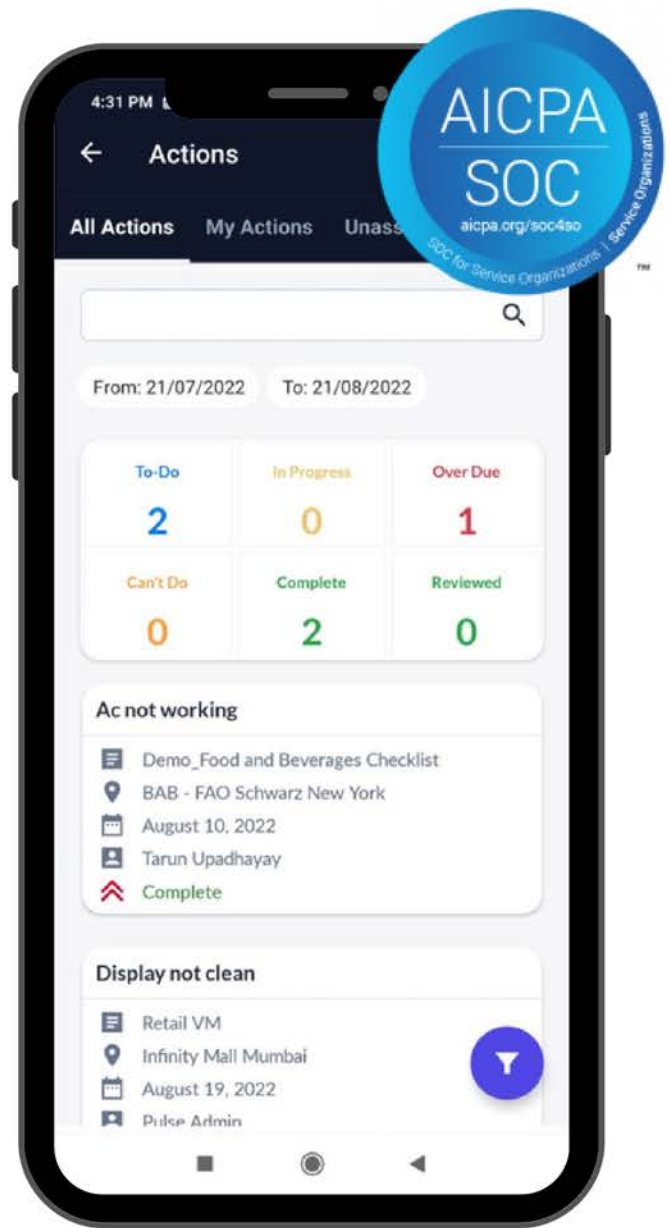 4:31 PM
AICPA
SOC
aicpa.org/soc4so
SOC for Service Organizations | Service Organizations
TM
Actions
All Actions My Actions Unass
From: 21/07/2022 To: 21/08/2022
To-Do In Progress Over Due
2 0 1
Can't Do Complete Reviewed
0 2 0
Ac not working
Demo_Food and Beverages Checklist
BAB - FAO Schwarz New York
August 10, 2022
Tarun Upadhayay
Complete
Display not clean
Retail VM
Infinity Mall Mumbai
August 19, 2022
Pulse Admin